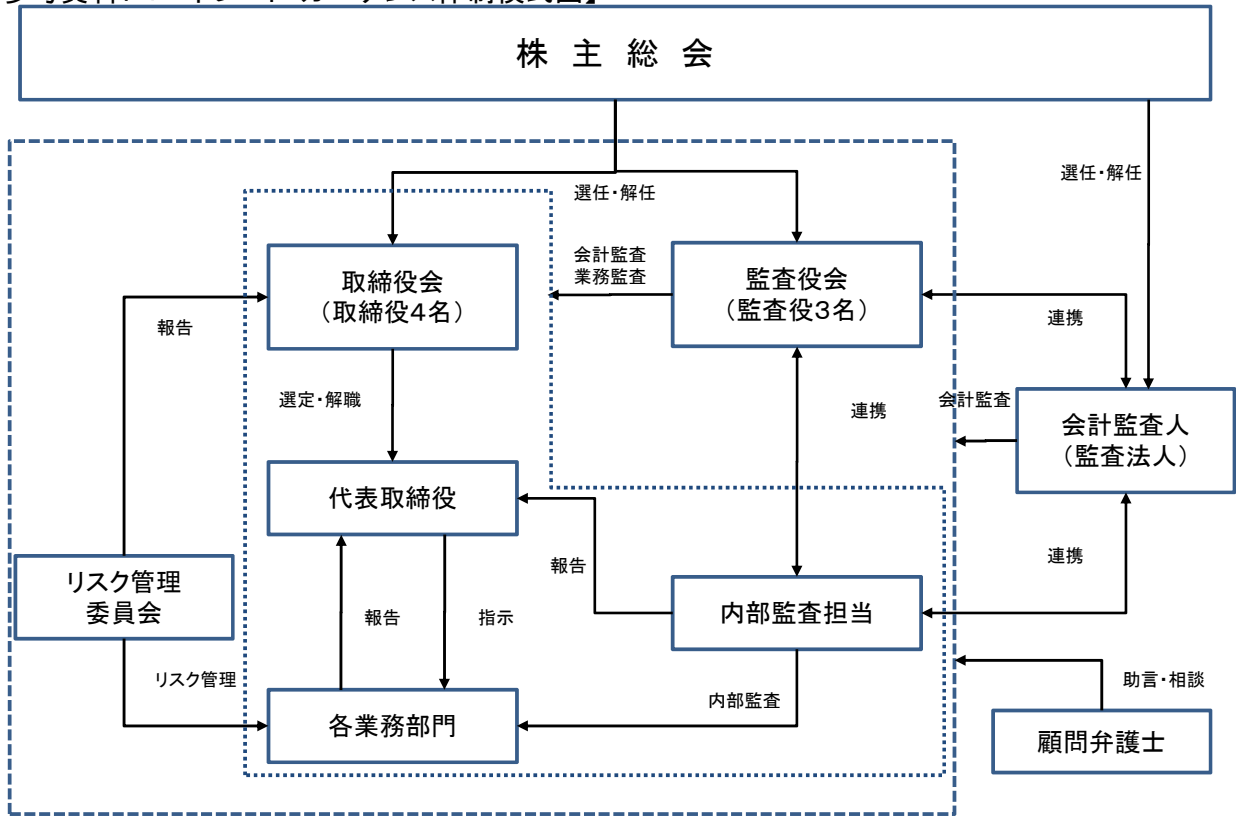 株主総会
選任・解任
選任・解任
会計監査
業務監査
取締役会
（取締役４名）
監査役会
（監査役３名）
報告
連携
選定・解職
連携
会計監査
会計監査人
（監査法人）
代表取締役
報告
連携
リスク管理
委員会
内部監査担当
報告
指示
リスク管理
内部監査
助言・相談
各業務部門
顧問弁護士